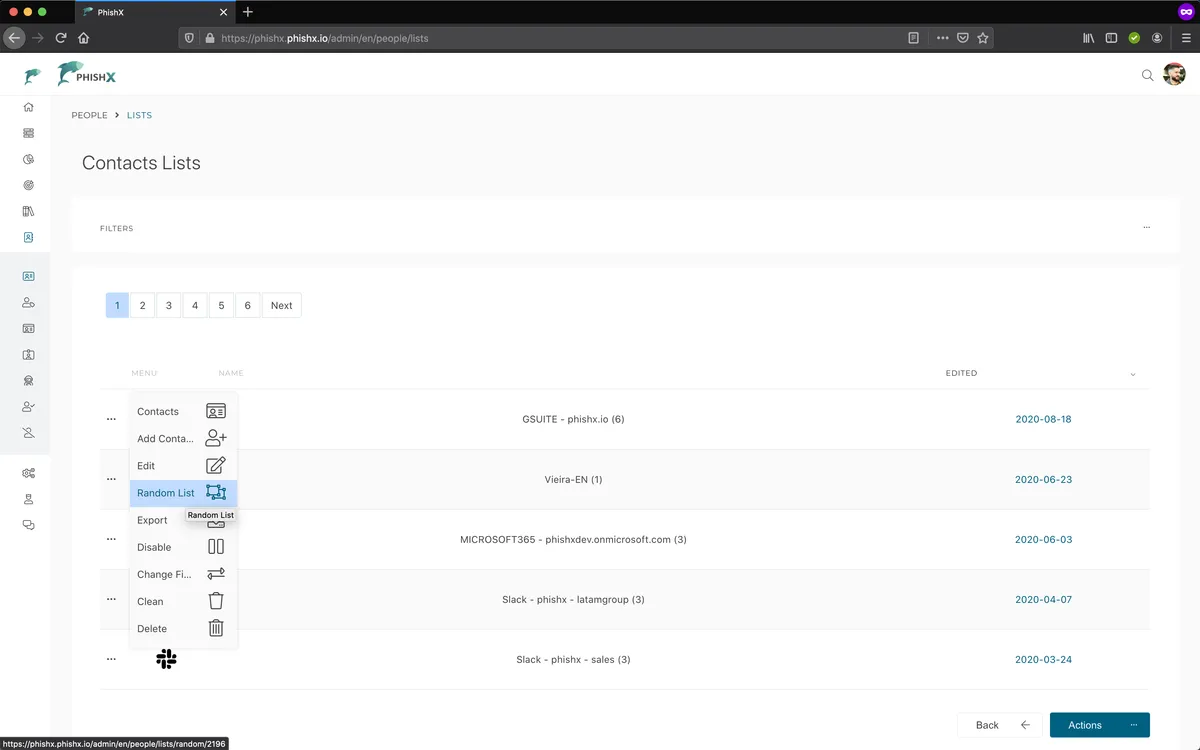 PhishX
https://phishx.phishx.io/admin/en/people/lists
PHISHX
PEOPLE > LISTS
Contacts Lists
FILTERS
1 2 3 4 5 6 Next
MENU NAME EDITED
Contacts
GSUITE - phishx.io (6) 2020-08-18
Add Conta...
Edit
Vieira-EN (1) 2020-06-23
Random List
Random List
Export
MICROSOFT365 - phishxdev.onmicrosoft.com (3) 2020-06-03
Disable
Change Fi...
Clean
Slack - phishx - latamgroup (3) 2020-04-07
Delete
Slack - phishx - sales (3) 2020-03-24
Back Actions
https://phishx.phishx.io/admin/en/people/lists/random/2196